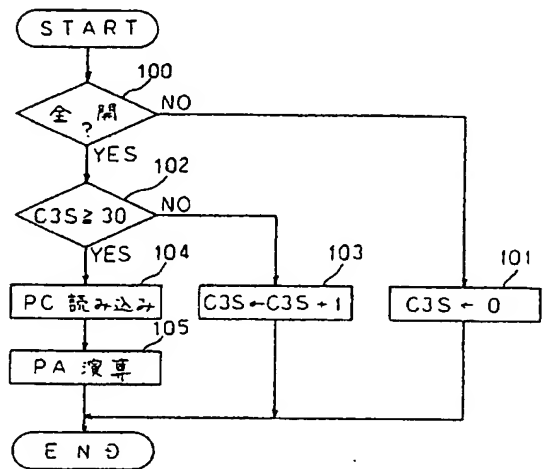 START
100
全開
?
NO
YES
102
C3S≧30
NO
YES
104
PC 読み込み
103
C3S←C3S+1
101
C3S←0
105
PA 演算
END